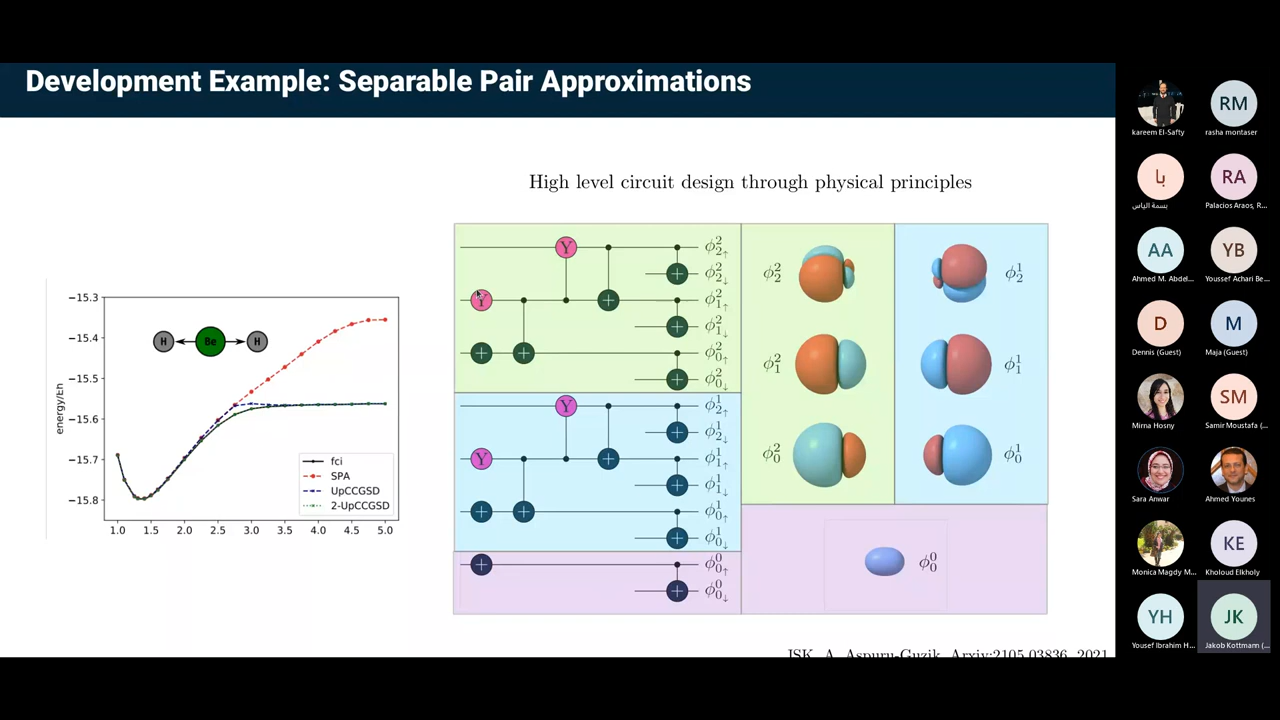 Development Example: Separable Pair Approximations
High level circuit design through physical principles
energy/Eh
−15.3
−15.4
−15.5
−15.6
−15.7
−15.8
1.0 1.5 2.0 2.5 3.0 3.5 4.0 4.5 5.0
H Be H
fci
SPA
UpCCGSD
2-UpCCGSD
Y ϕ²₂↑
+ ϕ²₂↓
Y + ϕ²₁↑
+ ϕ²₁↓
+ + ϕ²₀↑
+ ϕ²₀↓
Y ϕ¹₂↑
+ ϕ¹₂↓
Y + ϕ¹₁↑
+ ϕ¹₁↓
+ + ϕ¹₀↑
+ ϕ¹₀↓
+ ϕ⁰₀↑
+ ϕ⁰₀↓
ϕ²₂ ϕ¹₂
ϕ²₁ ϕ¹₁
ϕ²₀ ϕ¹₀
ϕ⁰₀
JSK, A. Aspuru-Guzik, Arxiv:2105.03836, 2021
kareem El-Safty
RM
rasha montaser
با
بسمة الياس
RA
Palacios Araos, R...
AA
Ahmed M. Abdel...
YB
Youssef Achari Be...
D
Dennis (Guest)
M
Maja (Guest)
Mirna Hosny
SM
Samir Moustafa (...
Sara Anwar
Ahmed Younes
Monica Magdy M...
KE
Kholoud Elkholy
YH
Yousef Ibrahim H...
JK
Jakob Kottmann (...